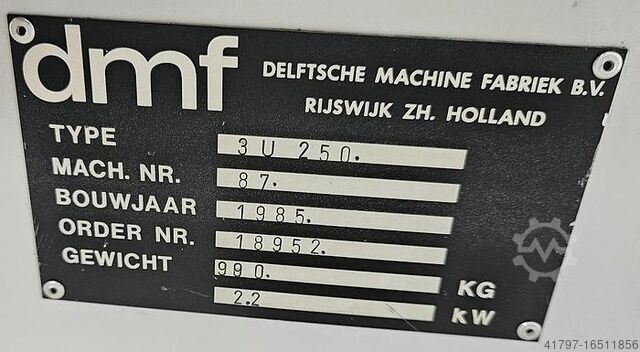 dmf
DELFTSCHE MACHINE FABRIEK B.V.
RIJSWIJK ZH. HOLLAND
TYPE 3U 250.
MACH. NR. 87.
BOUWJAAR 1985.
ORDER NR. 18952.
GEWICHT 990. KG
2.2 kW
41797-16511856